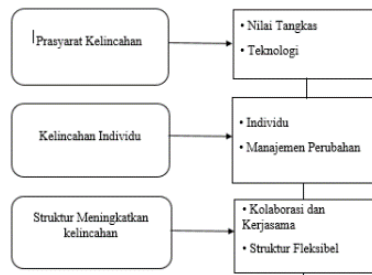 Prasyarat Kelincahan
• Nilai Tangkas
• Teknologi
Kelincahan Individu
• Individu
• Manajemen Perubahan
Struktur Meningkatkan
kelincahan
• Kolaborasi dan
Kerjasama
• Struktur Fleksibel